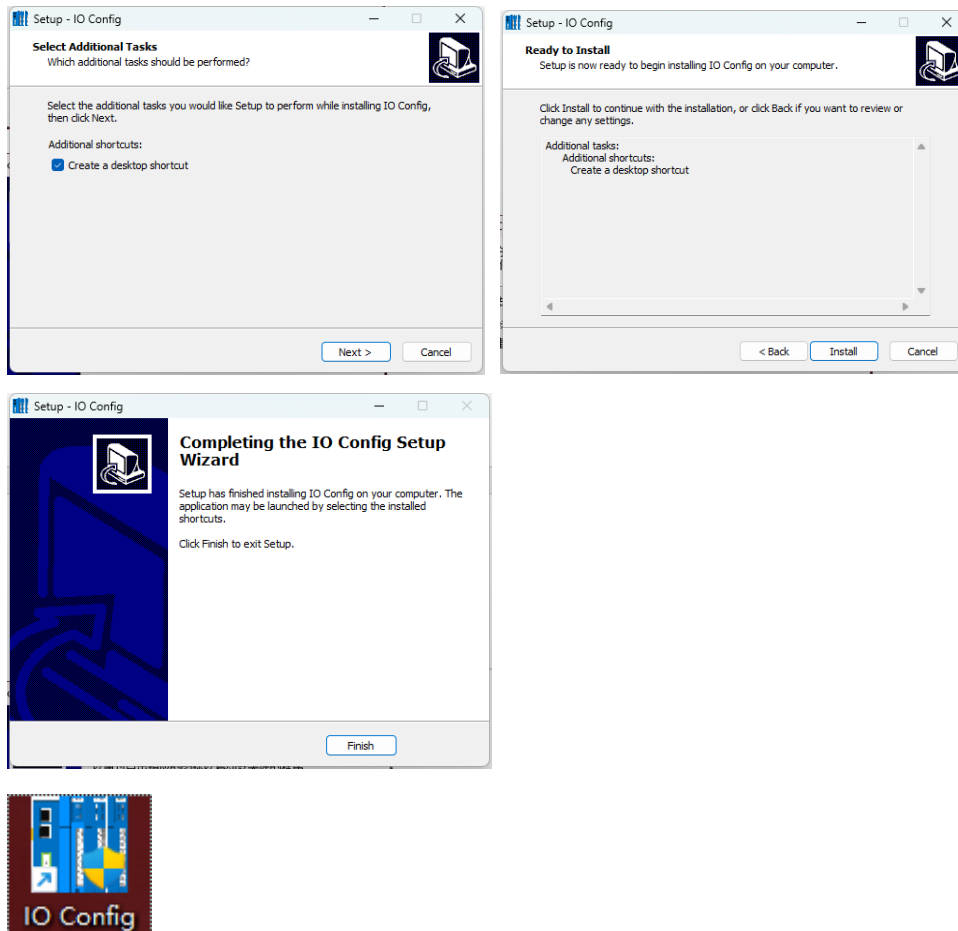 Setup - IO Config
Select Additional Tasks
Which additional tasks should be performed?
Select the additional tasks you would like Setup to perform while installing IO Config,
then click Next.
Additional shortcuts:
Create a desktop shortcut
Next >
Cancel
Setup - IO Config
Ready to Install
Setup is now ready to begin installing IO Config on your computer.
Click Install to continue with the installation, or click Back if you want to review or
change any settings.
Additional tasks:
Additional shortcuts:
Create a desktop shortcut
< Back
Install
Cancel
Setup - IO Config
Completing the IO Config Setup
Wizard
Setup has finished installing IO Config on your computer. The
application may be launched by selecting the installed
shortcuts.
Click Finish to exit Setup.
Finish
IO Config